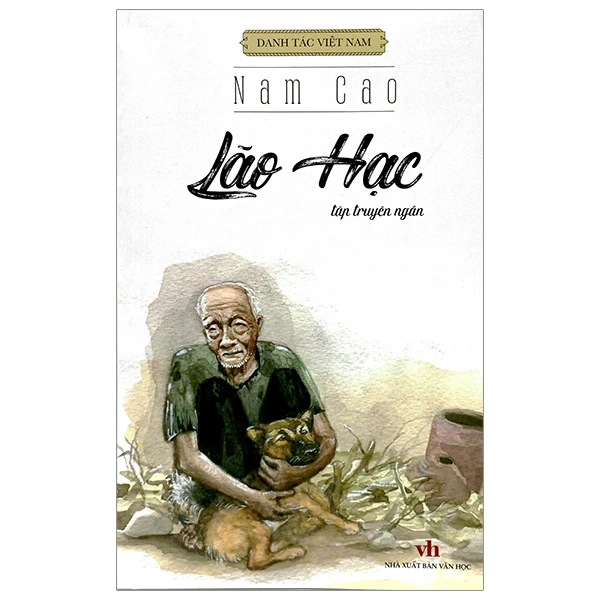 DANH TÁC VIỆT NAM
Nam Cao
Lão Hạc
tập truyện ngắn
vh
NHÀ XUẤT BẢN VĂN HỌC